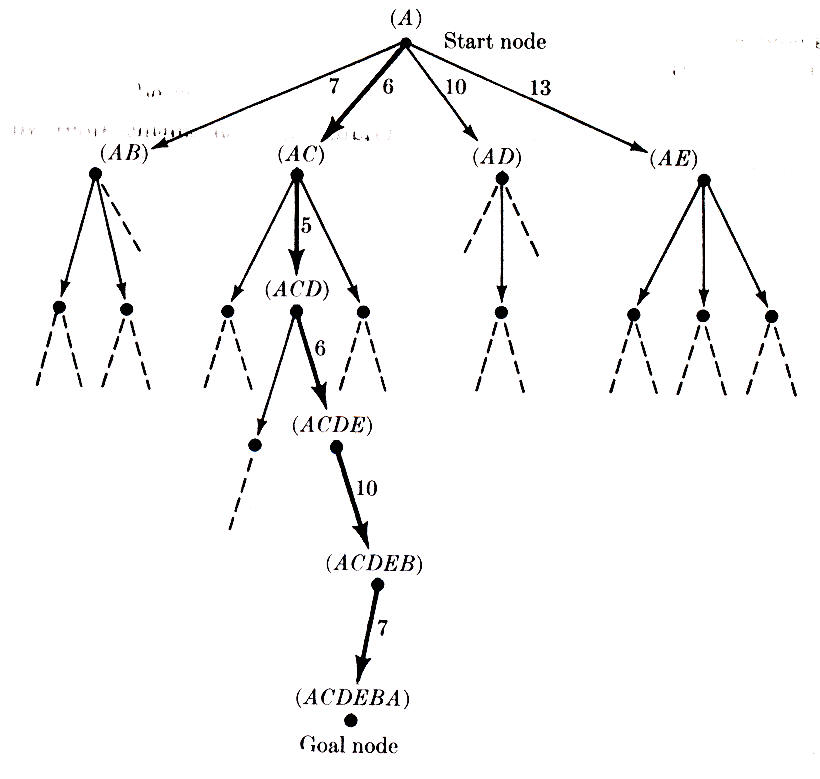 (A)
Start node
7 6 10 13
(AB) (AC) (AD) (AE)
5
(ACD)
6
(ACDE)
10
(ACDEB)
7
(ACDEBA)
Goal node